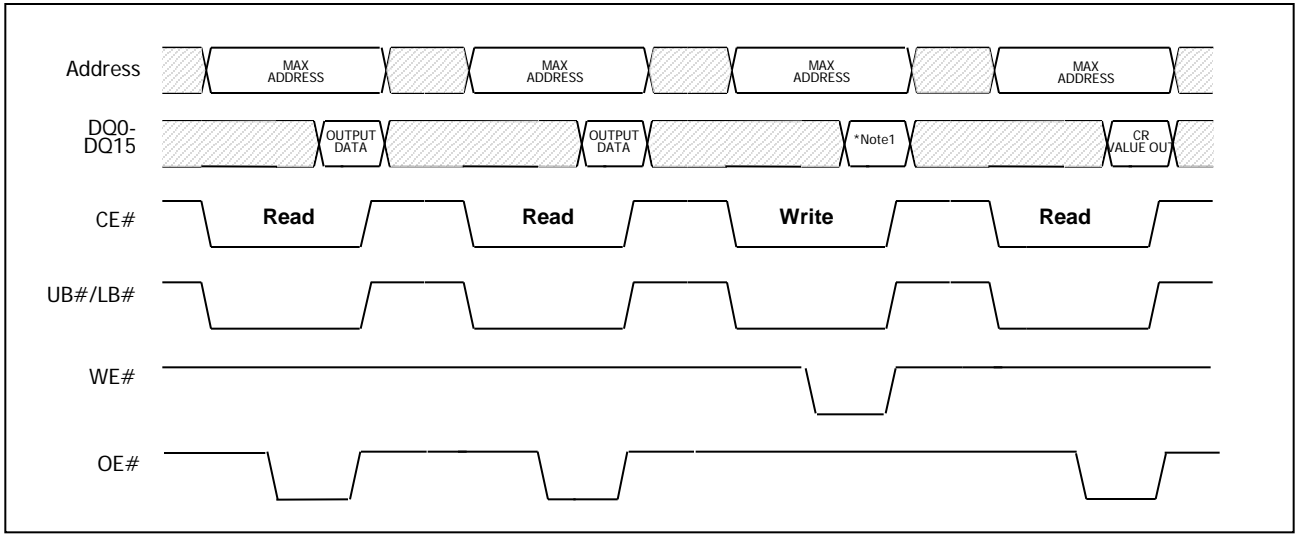 Address
MAX
ADDRESS
MAX
ADDRESS
MAX
ADDRESS
MAX
ADDRESS
DQ0-
DQ15
OUTPUT
DATA
OUTPUT
DATA
*Note1
CR
VALUE OUT
CE#
Read
Read
Write
Read
UB#/LB#
WE#
OE#